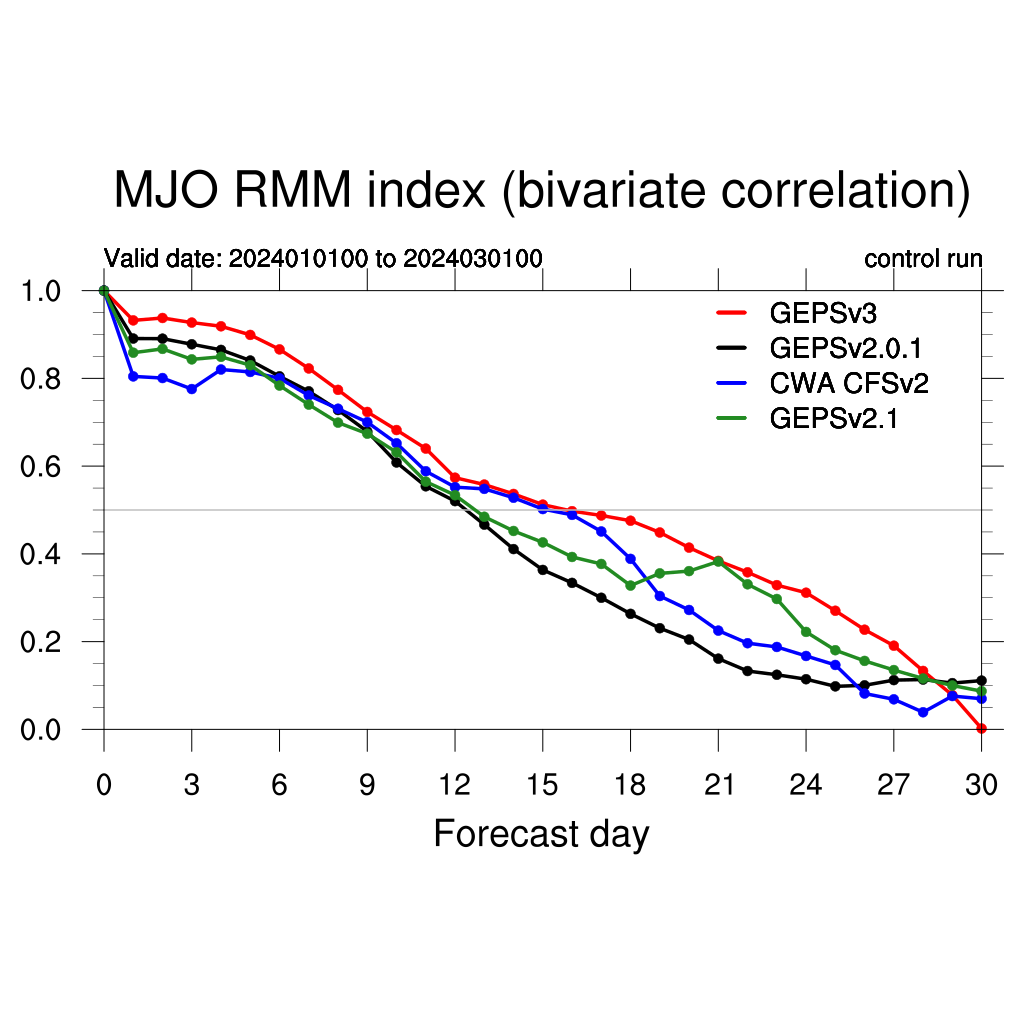 MJO RMM index (bivariate correlation)
Valid date: 2024010100 to 2024030100 control run
1.0
GEPSv3
GEPSv2.0.1
CWA CFSv2
GEPSv2.1
0.8
0.6
0.4
0.2
0.0
0 3 6 9 12 15 18 21 24 27 30
Forecast day